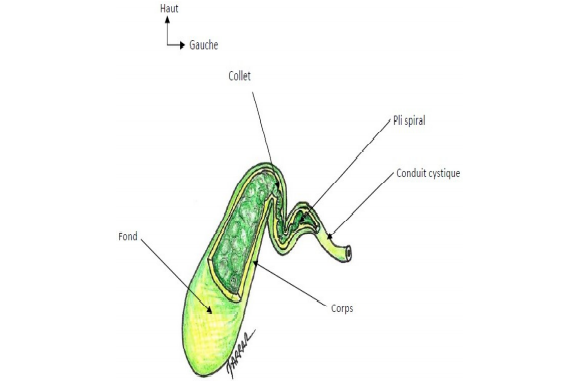 Haut
Gauche
Collet
Pli spiral
Conduit cystique
Fond
Corps